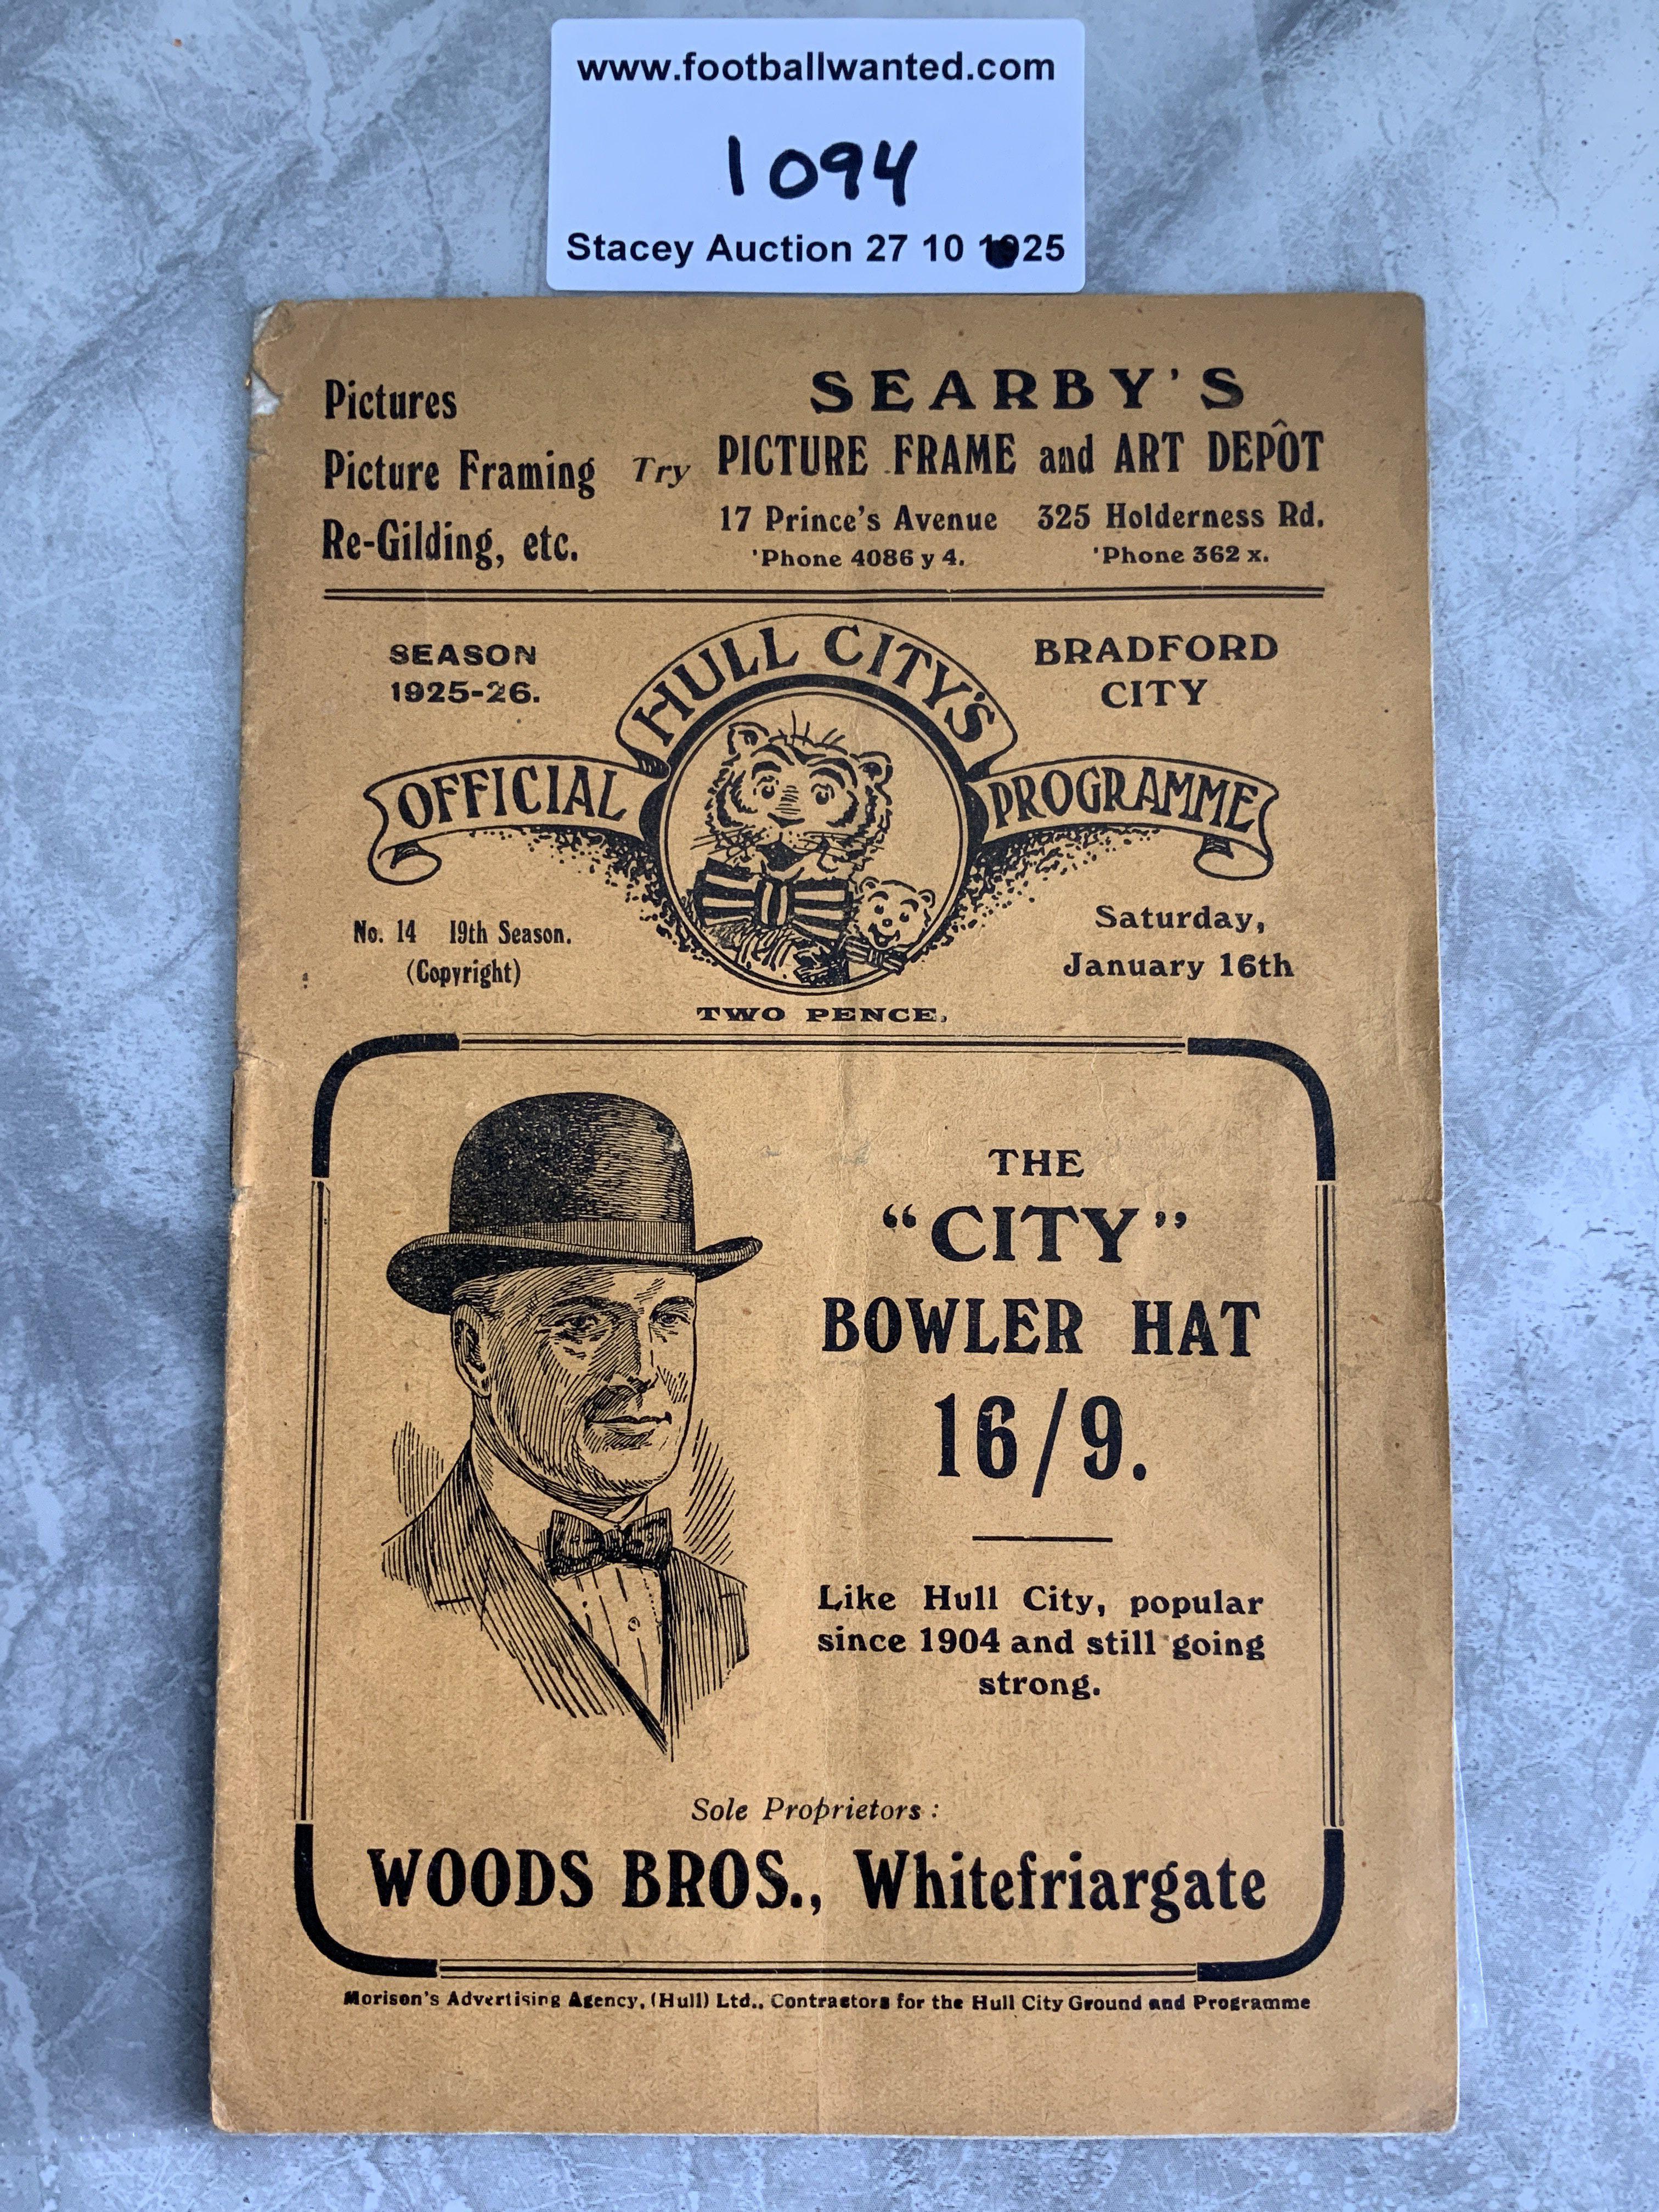 www.footballwanted.com
1094
Stacey Auction 27 10 1925
Pictures
Picture Framing
Re-Gilding, etc.
Try
SEARBY'S
PICTURE FRAME and ART DEPÔT
17 Prince's Avenue 325 Holderness Rd.
'Phone 4086 y 4. 'Phone 362 x.
SEASON
1925-26.
HULL CITY'S
OFFICIAL PROGRAMME
BRADFORD
CITY
No. 14 19th Season.
(Copyright)
Saturday,
January 16th
TWO PENCE.
THE
"CITY"
BOWLER HAT
16/9.
Like Hull City, popular
since 1904 and still going
strong.
Sole Proprietors :
WOODS BROS., Whitefriargate
Morison's Advertising Agency, (Hull) Ltd., Contractors for the Hull City Ground and Programme